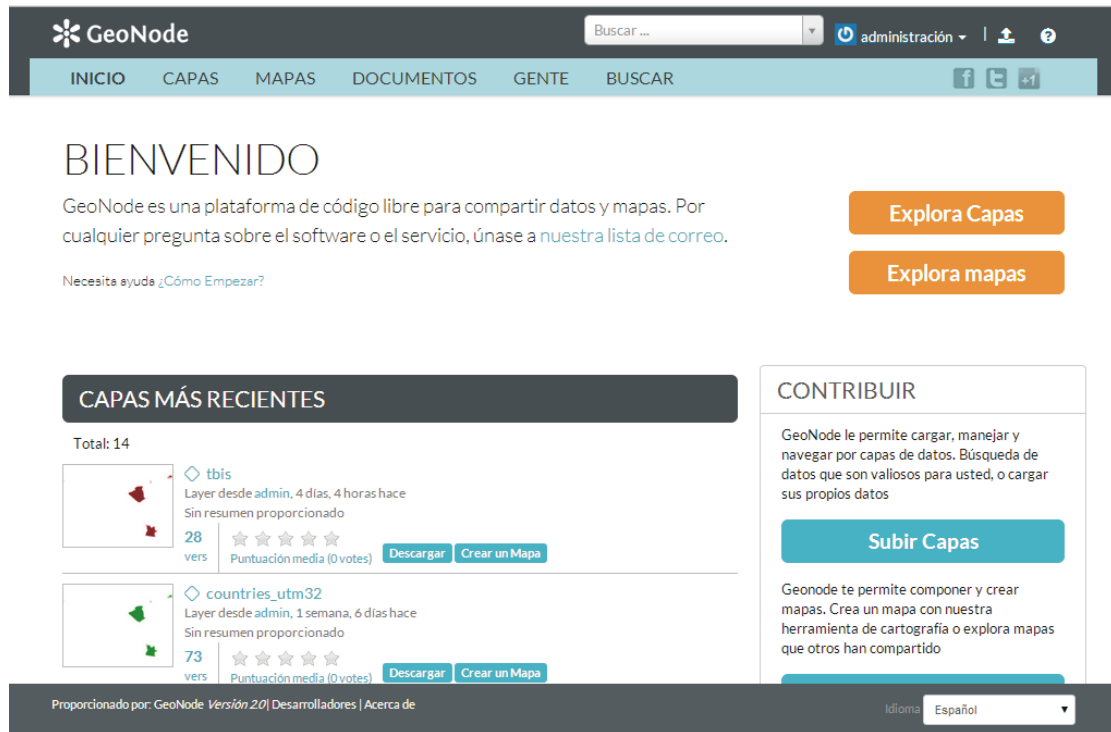 GeoNode
Buscar ...
administración
INICIO CAPAS MAPAS DOCUMENTOS GENTE BUSCAR
f t +1
BIENVENIDO
GeoNode es una plataforma de código libre para compartir datos y mapas. Por
cualquier pregunta sobre el software o el servicio, únase a nuestra lista de correo.
Necesita ayuda ¿Cómo Empezar?
Explora Capas
Explora mapas
CAPAS MÁS RECIENTES
Total: 14
tbis
Layer desde admin, 4 días, 4 horas hace
Sin resumen proporcionado
28
vers
Puntuación media (0 votes)
Descargar
Crear un Mapa
countries_utm32
Layer desde admin, 1 semana, 6 días hace
Sin resumen proporcionado
73
vers
Puntuación media (0 votes)
Descargar
Crear un Mapa
CONTRIBUIR
GeoNode le permite cargar, manejar y
navegar por capas de datos. Búsqueda de
datos que son valiosos para usted, o cargar
sus propios datos
Subir Capas
Geonode te permite componer y crear
mapas. Crea un mapa con nuestra
herramienta de cartografía o explora mapas
que otros han compartido
Proporcionado por: GeoNode Versión 2.0| Desarrolladores | Acerca de
Idioma Español